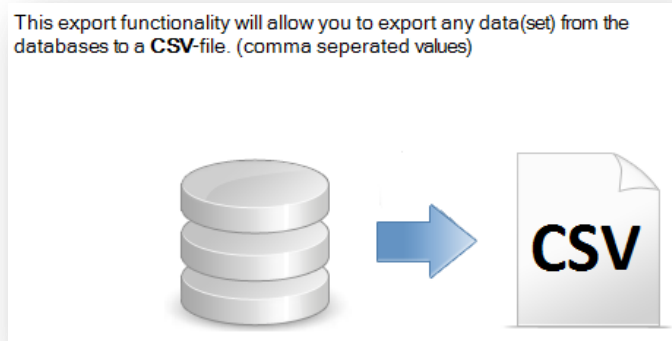 This export functionality will allow you to export any data(set) from the
databases to a CSV-file. (comma seperated values)
CSV